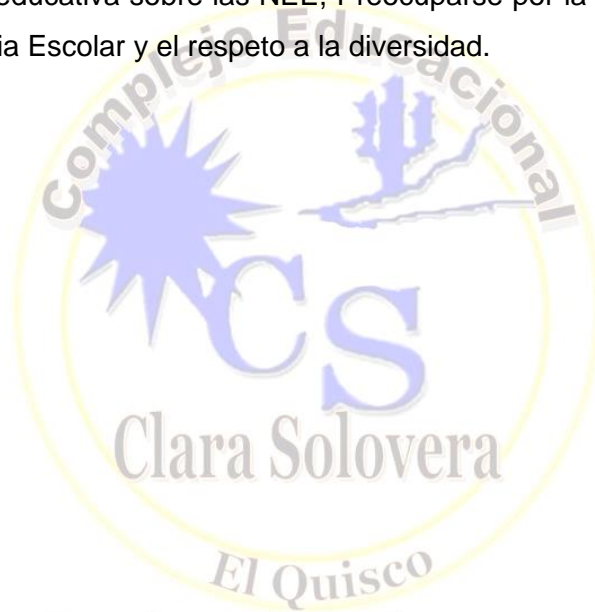 educativa sobre las NEE, Preocuparse por la
ia Escolar y el respeto a la diversidad.
Complejo Educacional
CS
Clara Solovera
El Quisco